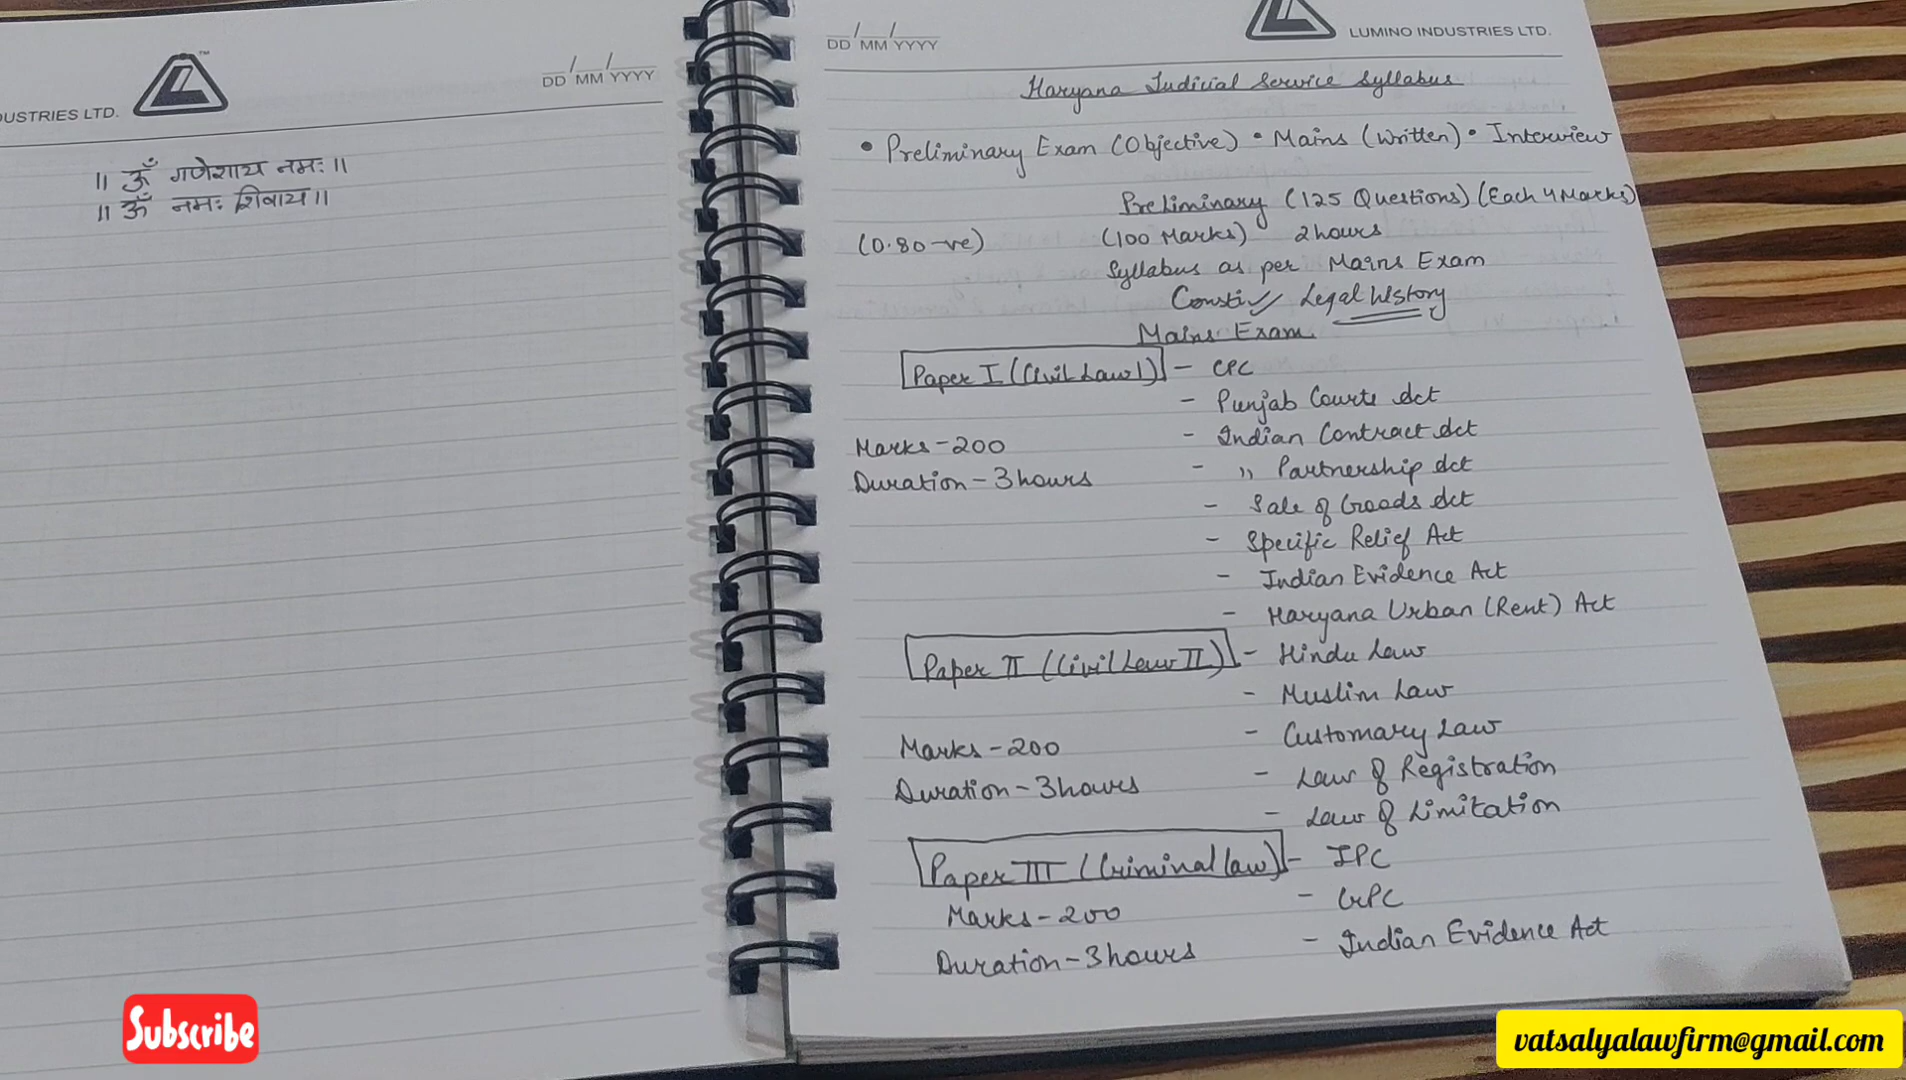 DUSTRIES LTD.
™
DD / MM / YYYY
|| ॐ गणेशाय नमः ||
|| ॐ नमः शिवाय ||
DD / MM / YYYY
LUMINO INDUSTRIES LTD.
Haryana Judicial Service Syllabus
• Preliminary Exam (Objective) • Mains (Written) • Interview
Preliminary (125 Questions) (Each 4 Marks)
(0.80-ve) (100 Marks) 2 hours
Syllabus as per Mains Exam
Consti Legal history
Mains Exam
Paper I (Civil Law I) - CPC
- Punjab Courts Act
Marks - 200 - Indian Contract Act
Duration - 3 hours - ,, Partnership Act
- Sale of Goods Act
- Specific Relief Act
- Indian Evidence Act
- Haryana Urban (Rent) Act
Paper II (Civil Law II) - Hindu Law
- Muslim Law
Marks - 200 - Customary Law
Duration - 3 hours - Law of Registration
- Law of Limitation
Paper III (Criminal law) - IPC
Marks - 200 - CrPC
Duration - 3 hours - Indian Evidence Act
Subscribe
vatsalyalawfirm@gmail.com